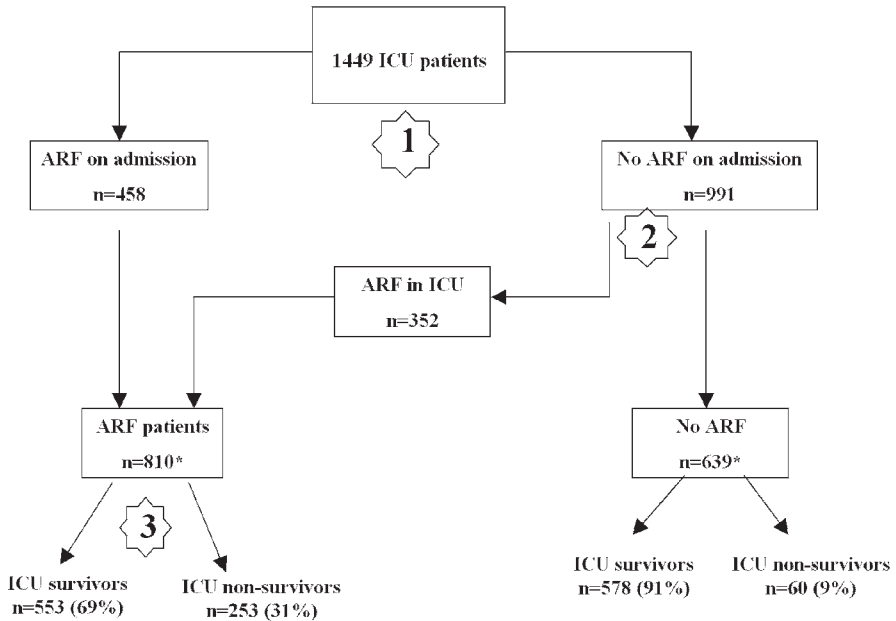 1449 ICU patients
1
ARF on admission
n=458
No ARF on admission
n=991
2
ARF in ICU
n=352
ARF patients
n=810*
No ARF
n=639*
3
ICU survivors
n=553 (69%)
ICU non-survivors
n=253 (31%)
ICU survivors
n=578 (91%)
ICU non-survivors
n=60 (9%)